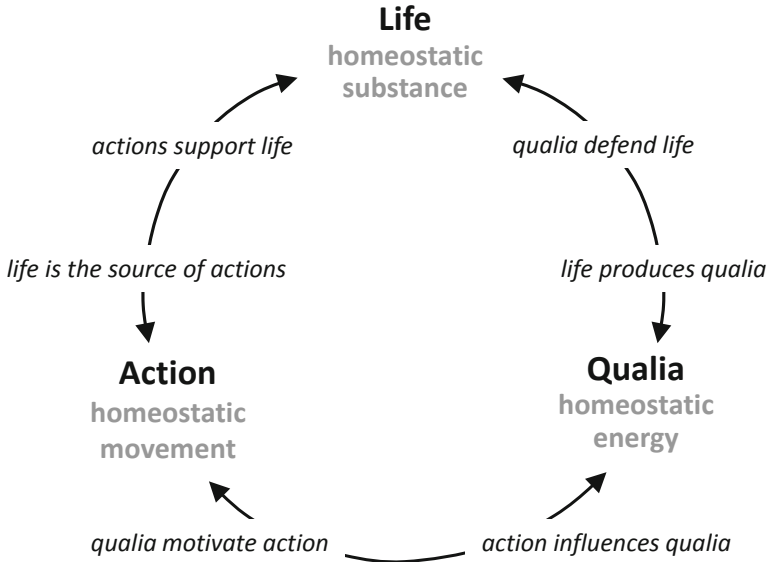 Life
homeostatic
substance
actions support life
qualia defend life
life is the source of actions
life produces qualia
Action
homeostatic
movement
Qualia
homeostatic
energy
qualia motivate action
action influences qualia